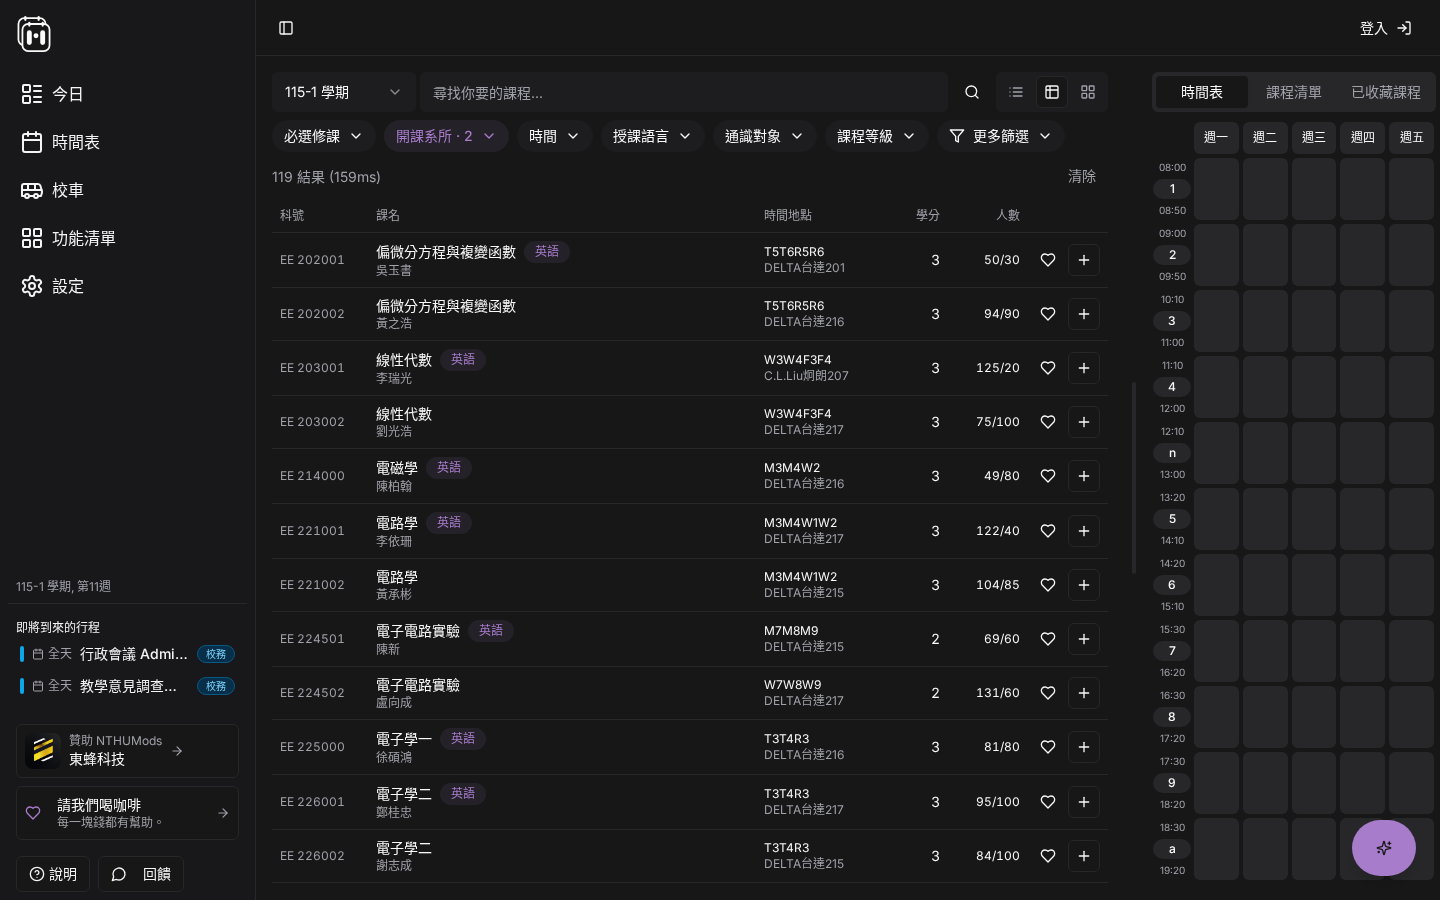 今日
時間表
校車
功能清單
設定
115-1 學期, 第11週
即將到來的行程
全天 行政會議 Admi... 校務
全天 教學意見調查... 校務
贊助 NTHUMods
東蜂科技
請我們喝咖啡
每一塊錢都有幫助。
說明 回饋
登入
115-1 學期 尋找你要的課程...
必選修課 開課系所 · 2 時間 授課語言 通識對象 課程等級 更多篩選
119 結果 (159ms) 清除
科號 課名 時間地點 學分 人數
EE 202001 偏微分方程與複變函數 英語 T5T6R5R6 3 50/30
吳玉書 DELTA台達201
EE 202002 偏微分方程與複變函數 T5T6R5R6 3 94/90
黃之浩 DELTA台達216
EE 203001 線性代數 英語 W3W4F3F4 3 125/20
李瑞光 C.L.Liu炯朗207
EE 203002 線性代數 W3W4F3F4 3 75/100
劉光浩 DELTA台達217
EE 214000 電磁學 英語 M3M4W2 3 49/80
陳柏翰 DELTA台達216
EE 221001 電路學 英語 M3M4W1W2 3 122/40
李依珊 DELTA台達217
EE 221002 電路學 M3M4W1W2 3 104/85
黃承彬 DELTA台達215
EE 224501 電子電路實驗 英語 M7M8M9 2 69/60
陳新 DELTA台達215
EE 224502 電子電路實驗 W7W8W9 2 131/60
盧向成 DELTA台達217
EE 225000 電子學一 英語 T3T4R3 3 81/80
徐碩鴻 DELTA台達216
EE 226001 電子學二 英語 T3T4R3 3 95/100
鄭桂忠 DELTA台達217
EE 226002 電子學二 T3T4R3 3 84/100
謝志成 DELTA台達215
時間表 課程清單 已收藏課程
週一 週二 週三 週四 週五
08:00
1
08:50
09:00
2
09:50
10:10
3
11:00
11:10
4
12:00
12:10
n
13:00
13:20
5
14:10
14:20
6
15:10
15:30
7
16:20
16:30
8
17:20
17:30
9
18:20
18:30
a
19:20